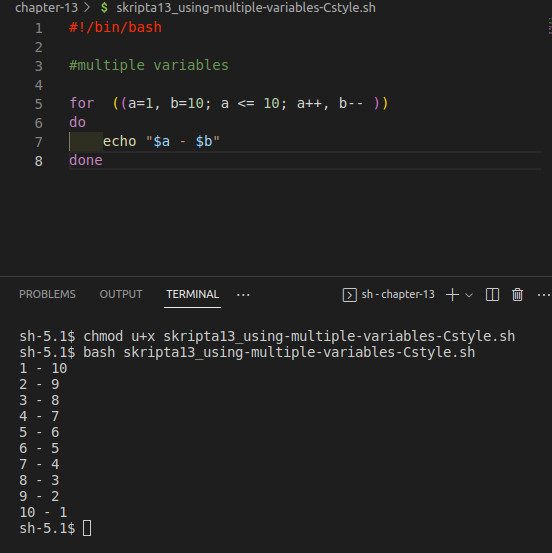 chapter-13 > $ skripta13_using-multiple-variables-Cstyle.sh
1 #!/bin/bash
2
3 #multiple variables
4
5 for  ((a=1, b=10; a <= 10; a++, b-- ))
6 do
7     echo "$a - $b"
8 done
PROBLEMS OUTPUT TERMINAL ··· sh - chapter-13
sh-5.1$ chmod u+x skripta13_using-multiple-variables-Cstyle.sh
sh-5.1$ bash skripta13_using-multiple-variables-Cstyle.sh
1 - 10
2 - 9
3 - 8
4 - 7
5 - 6
6 - 5
7 - 4
8 - 3
9 - 2
10 - 1
sh-5.1$